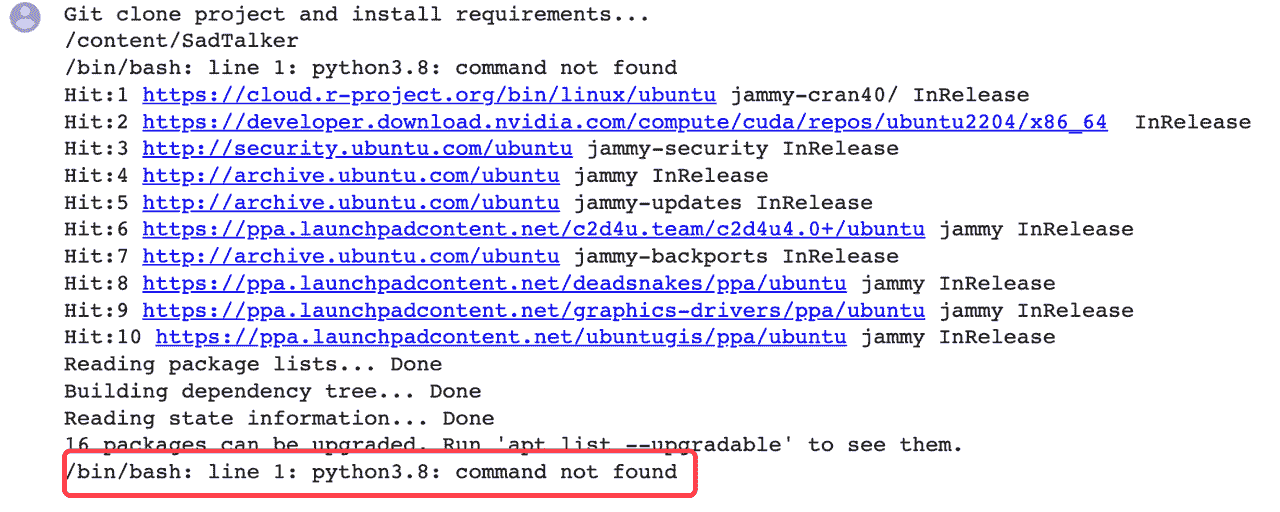 Git clone project and install requirements...
/content/SadTalker
/bin/bash: line 1: python3.8: command not found
Hit:1 https://cloud.r-project.org/bin/linux/ubuntu jammy-cran40/ InRelease
Hit:2 https://developer.download.nvidia.com/compute/cuda/repos/ubuntu2204/x86_64  InRelease
Hit:3 http://security.ubuntu.com/ubuntu jammy-security InRelease
Hit:4 http://archive.ubuntu.com/ubuntu jammy InRelease
Hit:5 http://archive.ubuntu.com/ubuntu jammy-updates InRelease
Hit:6 https://ppa.launchpadcontent.net/c2d4u.team/c2d4u4.0+/ubuntu jammy InRelease
Hit:7 http://archive.ubuntu.com/ubuntu jammy-backports InRelease
Hit:8 https://ppa.launchpadcontent.net/deadsnakes/ppa/ubuntu jammy InRelease
Hit:9 https://ppa.launchpadcontent.net/graphics-drivers/ppa/ubuntu jammy InRelease
Hit:10 https://ppa.launchpadcontent.net/ubuntugis/ppa/ubuntu jammy InRelease
Reading package lists... Done
Building dependency tree... Done
Reading state information... Done
16 packages can be upgraded. Run 'apt list --upgradable' to see them.
/bin/bash: line 1: python3.8: command not found